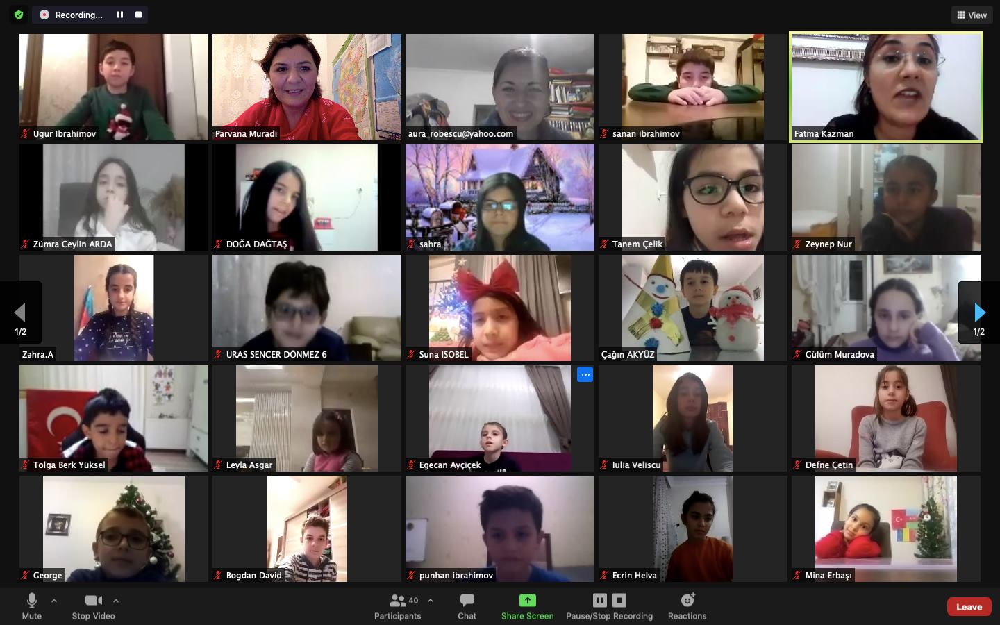 Recording...
View
Ugur Ibrahimov
Parvana Muradi
aura_robescu@yahoo.com
sanan ibrahimov
Fatma Kazman
Zümra Ceylin ARDA
DOĞA DAĞTAŞ
sahra
Tanem Çelik
Zeynep Nur
1/2
Zəhra.A
URAS SENCER DÖNMEZ 6
Suna ISOBEL
Çağın AKYÜZ
Gülüm Muradova
1/2
Tolga Berk Yüksel
Leyla Asgar
Egecan Ayçiçek
Iulia Veliscu
Defne Çetin
George
Bogdan David
punhan ibrahimov
Ecrin Helva
Mina Erbaşı
Mute
Stop Video
40
Participants
Chat
Share Screen
Pause/Stop Recording
Reactions
Leave